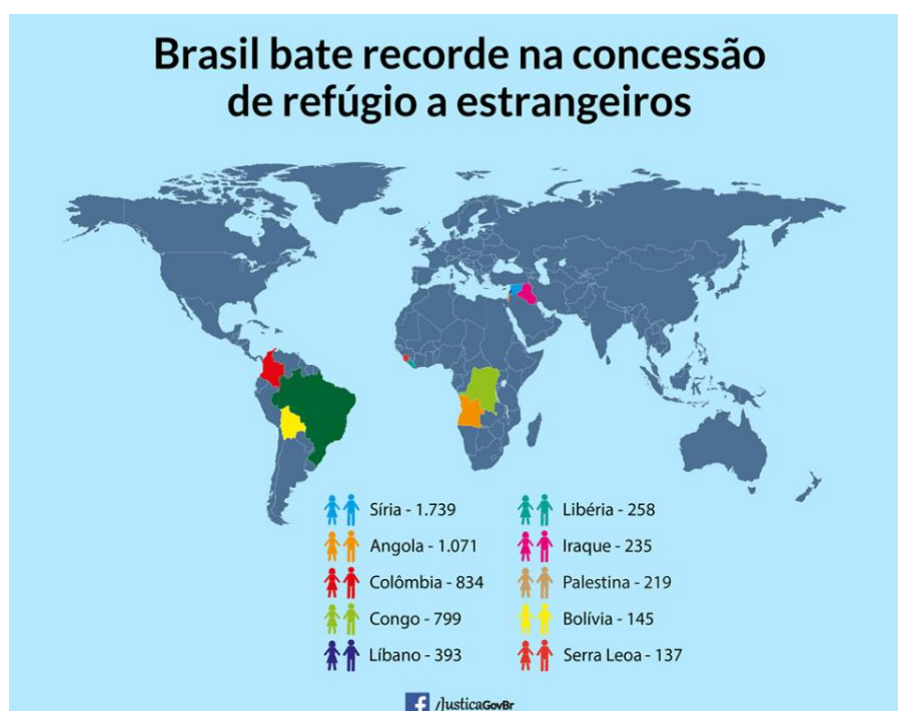 Brasil bate recorde na concessão
de refúgio a estrangeiros
Síria - 1.739
Angola - 1.071
Colômbia - 834
Congo - 799
Líbano - 393
Libéria - 258
Iraque - 235
Palestina - 219
Bolívia - 145
Serra Leoa - 137
f /JusticaGovBr